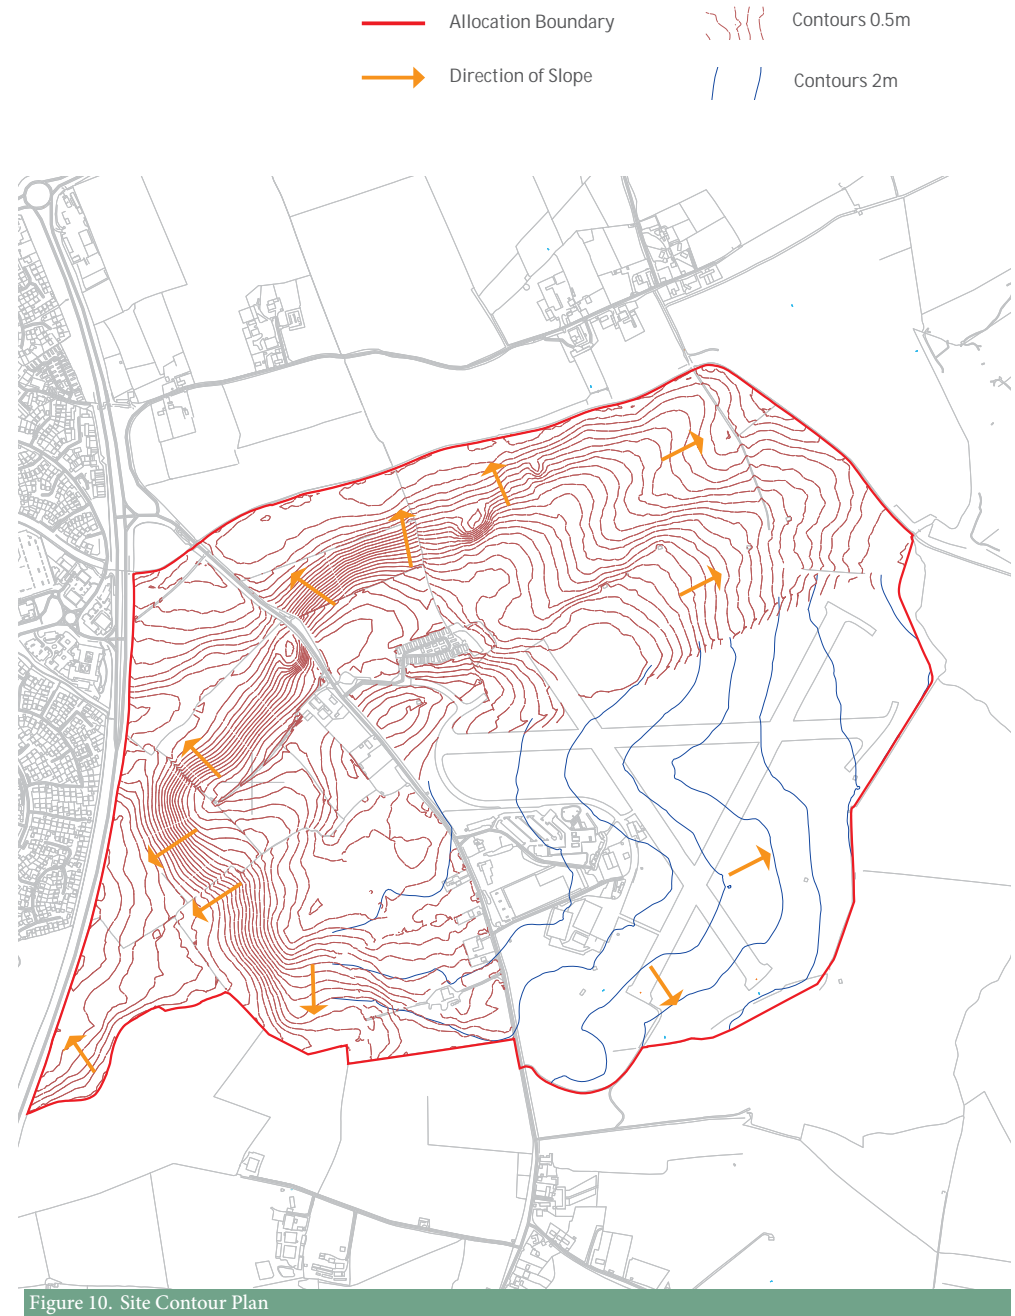 Allocation Boundary
Contours 0.5m
Direction of Slope
Contours 2m
Figure 10. Site Contour Plan